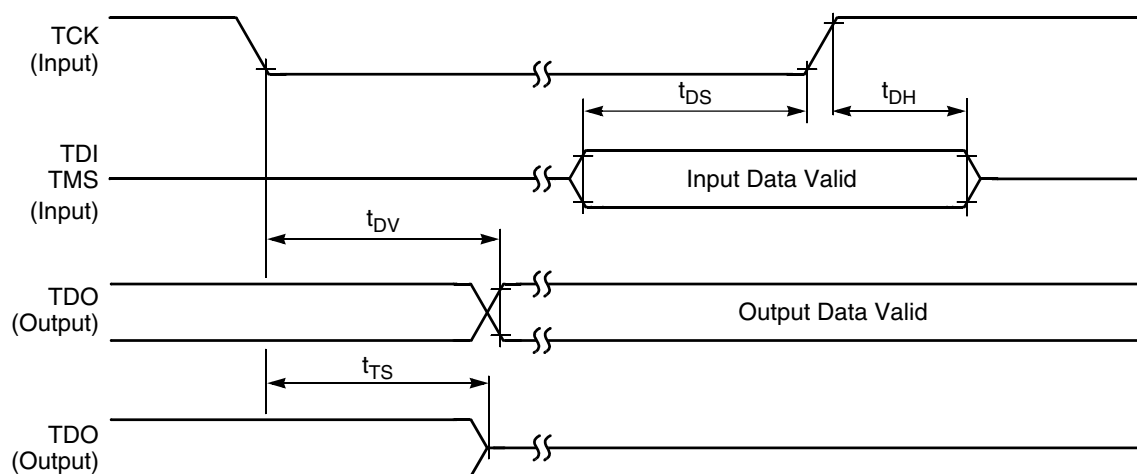 TCK
(Input)
tDS
tDH
TDI
TMS
(Input)
Input Data Valid
tDV
TDO
(Output)
Output Data Valid
tTS
TDO
(Output)